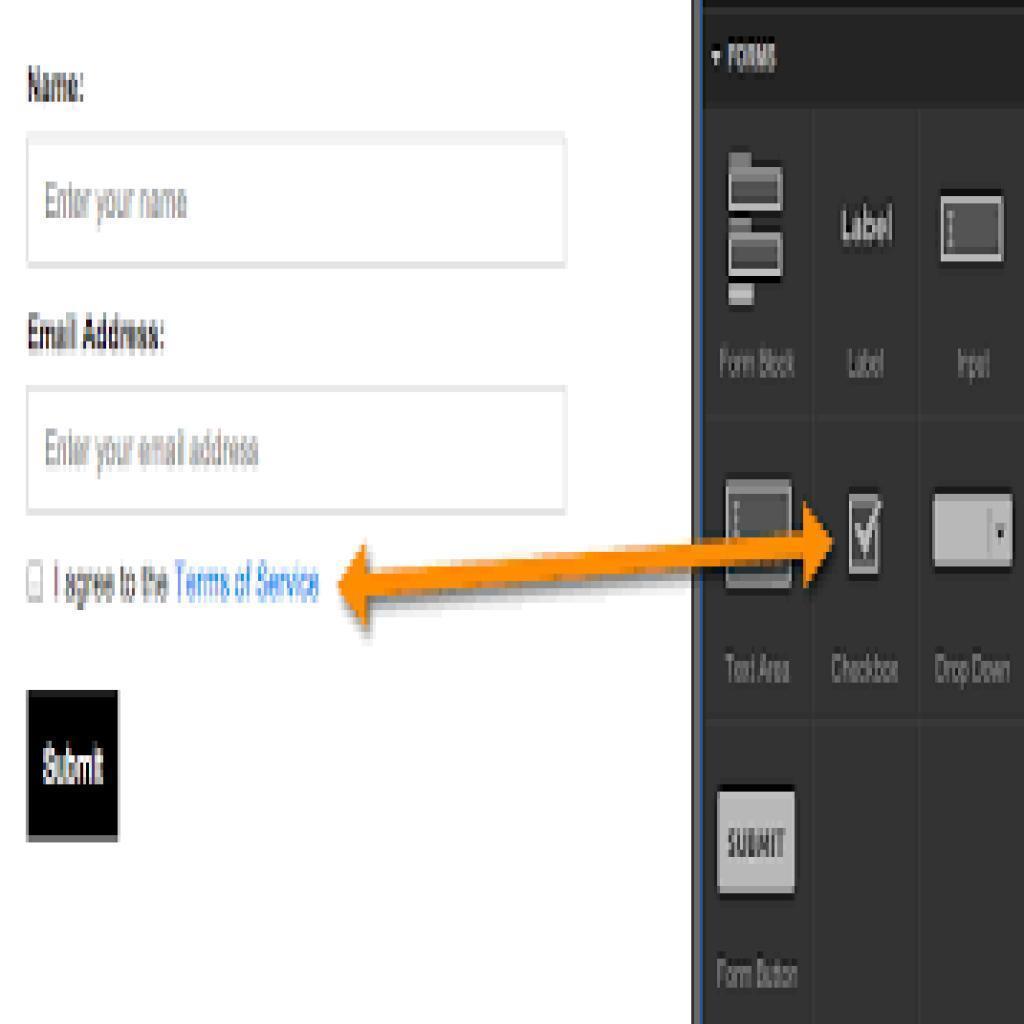 Name:
Enter your name
Email Address:
Enter your email address
I agree to the Terms of Service
Submit
FORMS
Label
Form Block Label Input
Text Area Checkbox Drop Down
SUBMIT
Form Button